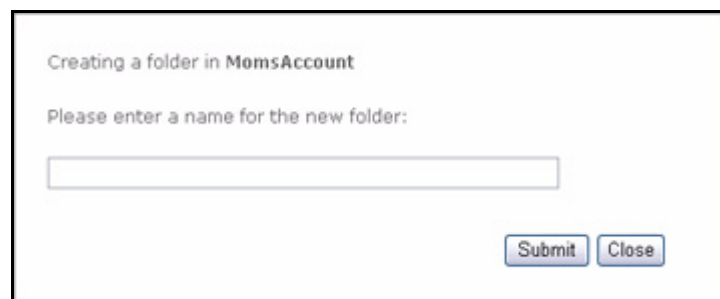 Creating a folder in MomsAccount
Please enter a name for the new folder:
Submit Close